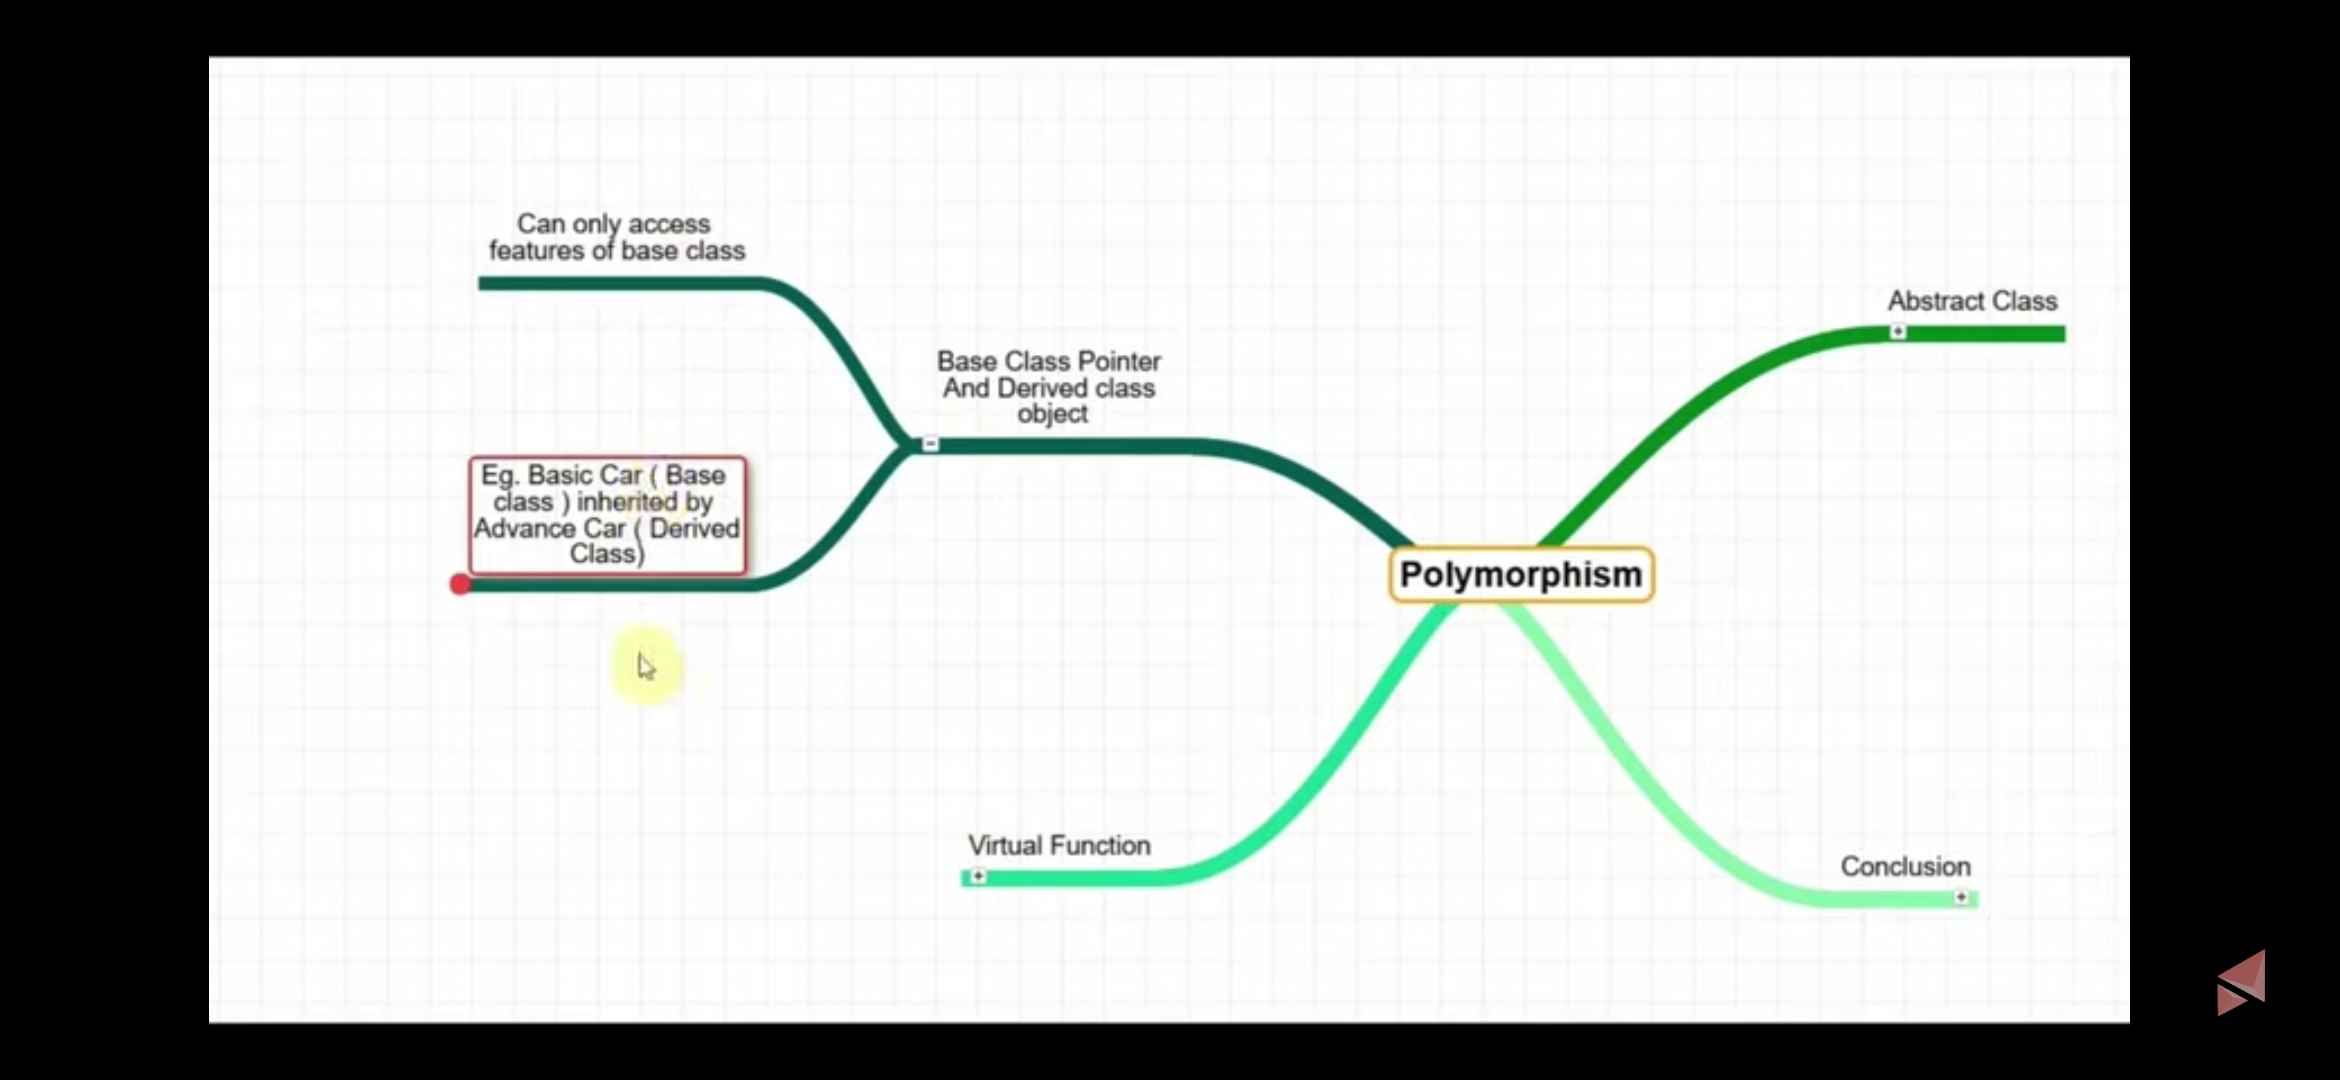 Can only access
features of base class
Base Class Pointer
And Derived class
object
Eg. Basic Car ( Base
class ) inherited by
Advance Car ( Derived
Class)
Abstract Class
Polymorphism
Virtual Function
Conclusion